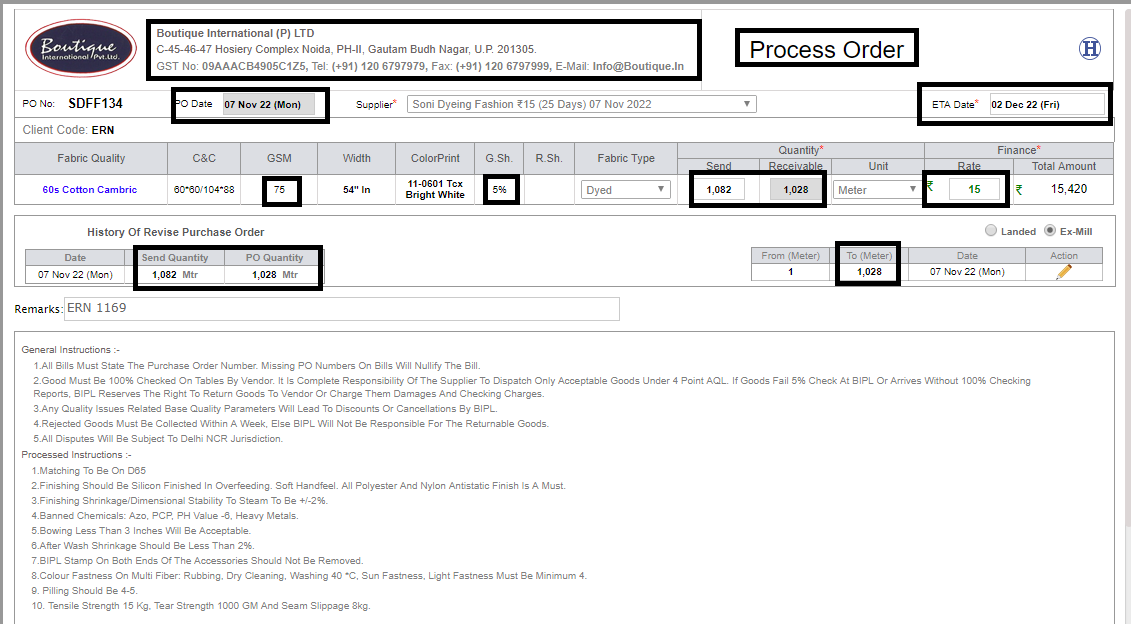 Boutique
International Pvt.Ltd.
Boutique International (P) LTD
C-45-46-47 Hosiery Complex Noida, PH-II, Gautam Budh Nagar, U.P. 201305.
GST No: 09AAACB4905C1Z5, Tel: (+91) 120 6797979, Fax: (+91) 120 6797999, E-Mail: Info@Boutique.In
Process Order
H
PO No: SDFF134 PO Date 07 Nov 22 (Mon) Supplier* Soni Dyeing Fashion ₹15 (25 Days) 07 Nov 2022 ETA Date* 02 Dec 22 (Fri)
Client Code: ERN
Fabric Quality C&C GSM Width ColorPrint G.Sh. R.Sh. Fabric Type Quantity* Finance*
Send Receivable Unit Rate Total Amount
60s Cotton Cambric 60*60/104*88 75 54" In 11-0601 Tcx Bright White 5% Dyed 1,082 1,028 Meter ₹ 15 ₹ 15,420
History Of Revise Purchase Order Landed Ex-Mill
Date Send Quantity PO Quantity From (Meter) To (Meter) Date Action
07 Nov 22 (Mon) 1,082 Mtr 1,028 Mtr 1 1,028 07 Nov 22 (Mon)
Remarks: ERN 1169
General Instructions :-
1.All Bills Must State The Purchase Order Number. Missing PO Numbers On Bills Will Nullify The Bill.
2.Good Must Be 100% Checked On Tables By Vendor. It Is Complete Responsibility Of The Supplier To Dispatch Only Acceptable Goods Under 4 Point AQL. If Goods Fail 5% Check At BIPL Or Arrives Without 100% Checking
Reports, BIPL Reserves The Right To Return Goods To Vendor Or Charge Them Damages And Checking Charges.
3.Any Quality Issues Related Base Quality Parameters Will Lead To Discounts Or Cancellations By BIPL.
4.Rejected Goods Must Be Collected Within A Week, Else BIPL Will Not Be Responsible For The Returnable Goods.
5.All Disputes Will Be Subject To Delhi NCR Jurisdiction.
Processed Instructions :-
1.Matching To Be On D65
2.Finishing Should Be Silicon Finished In Overfeeding. Soft Handfeel. All Polyester And Nylon Antistatic Finish Is A Must.
3.Finishing Shrinkage/Dimensional Stability To Steam To Be +/-2%.
4.Banned Chemicals: Azo, PCP, PH Value -6, Heavy Metals.
5.Bowing Less Than 3 Inches Will Be Acceptable.
6.After Wash Shrinkage Should Be Less Than 2%.
7.BIPL Stamp On Both Ends Of The Accessories Should Not Be Removed.
8.Colour Fastness On Multi Fiber: Rubbing, Dry Cleaning, Washing 40 *C, Sun Fastness, Light Fastness Must Be Minimum 4.
9. Pilling Should Be 4-5.
10. Tensile Strength 15 Kg, Tear Strength 1000 GM And Seam Slippage 8kg.